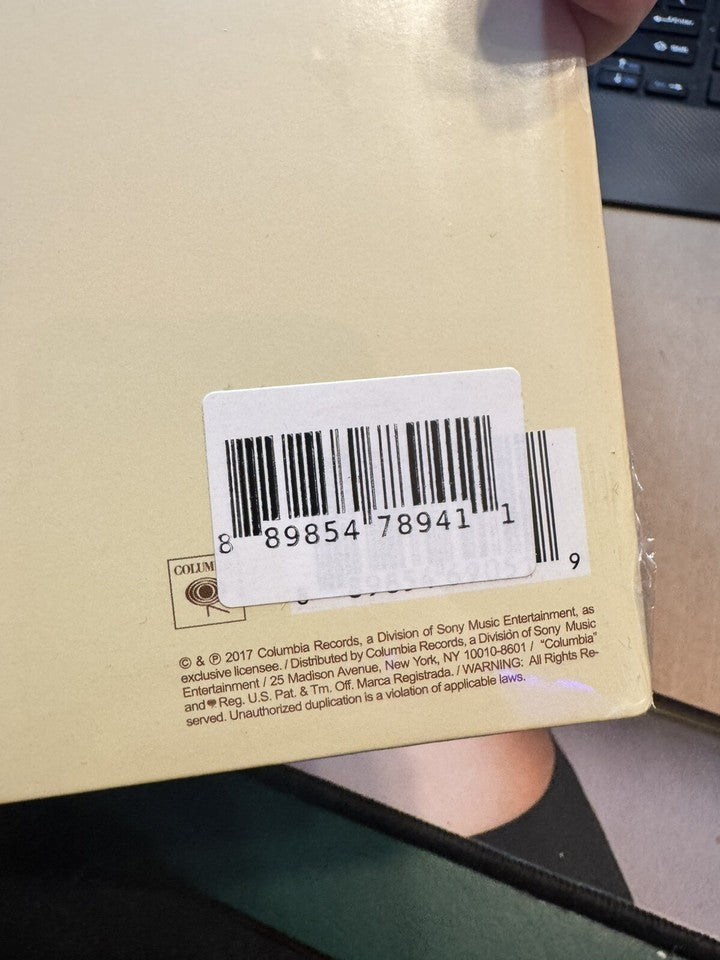 8 89854 78941 1
9
COLUM
© & ℗ 2017 Columbia Records, a Division of Sony Music Entertainment, as
exclusive licensee. / Distributed by Columbia Records, a Division of Sony Music
Entertainment / 25 Madison Avenue, New York, NY 10010-8601 / "Columbia"
and Reg. U.S. Pat. & Tm. Off. Marca Registrada. / WARNING: All Rights Re-
served. Unauthorized duplication is a violation of applicable laws.